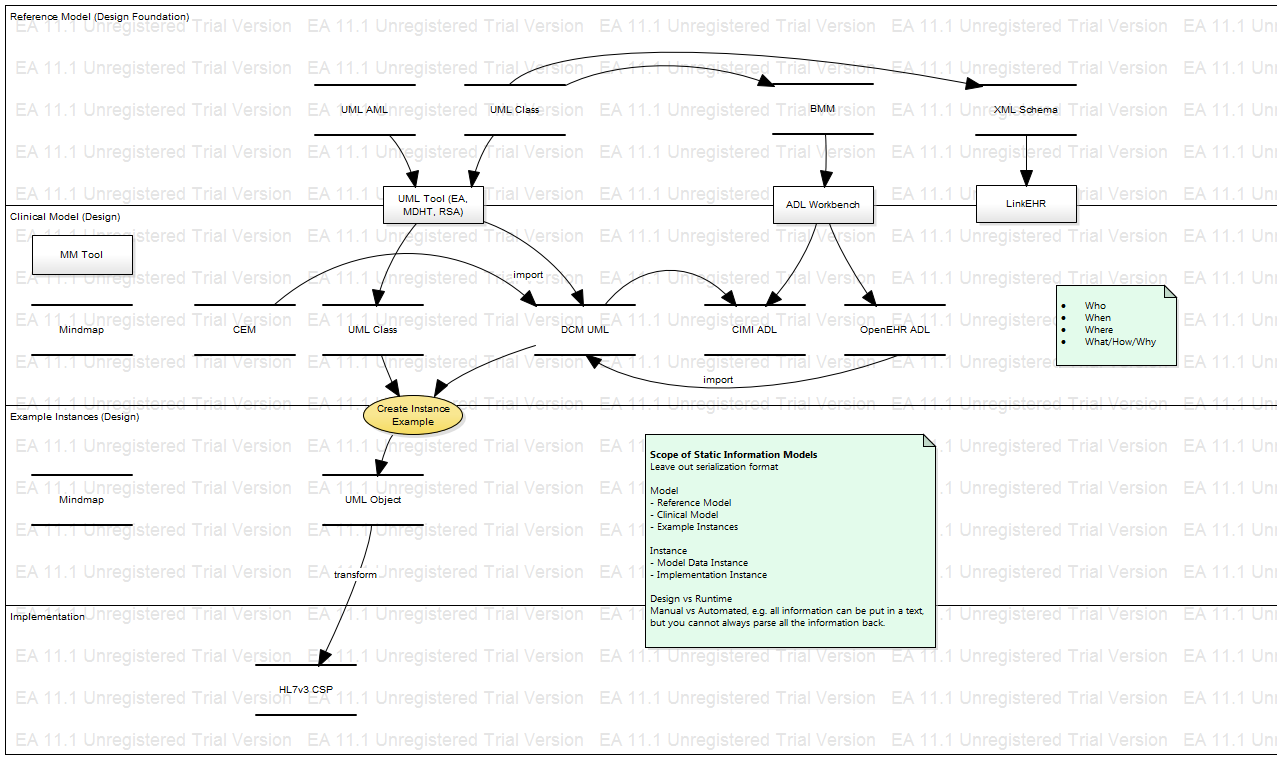 Reference Model (Design Foundation)
EA 11.1 Unregistered Trial Version
UML AML
UML Class
BMM
XML Schema
UML Tool (EA,
MDHT, RSA)
ADL Workbench
LinkEHR
Clinical Model (Design)
MM Tool
import
Mindmap
CEM
UML Class
DCM UML
CIMI ADL
OpenEHR ADL
• Who
• When
• Where
• What/How/Why
import
Create Instance
Example
Example Instances (Design)
Mindmap
UML Object
Scope of Static Information Models
Leave out serialization format
Model
- Reference Model
- Clinical Model
- Example Instances
Instance
- Model Data Instance
- Implementation Instance
Design vs Runtime
Manual vs Automated, e.g. all information can be put in a text,
but you cannot always parse all the information back.
transform
Implementation
HL7v3 CSP